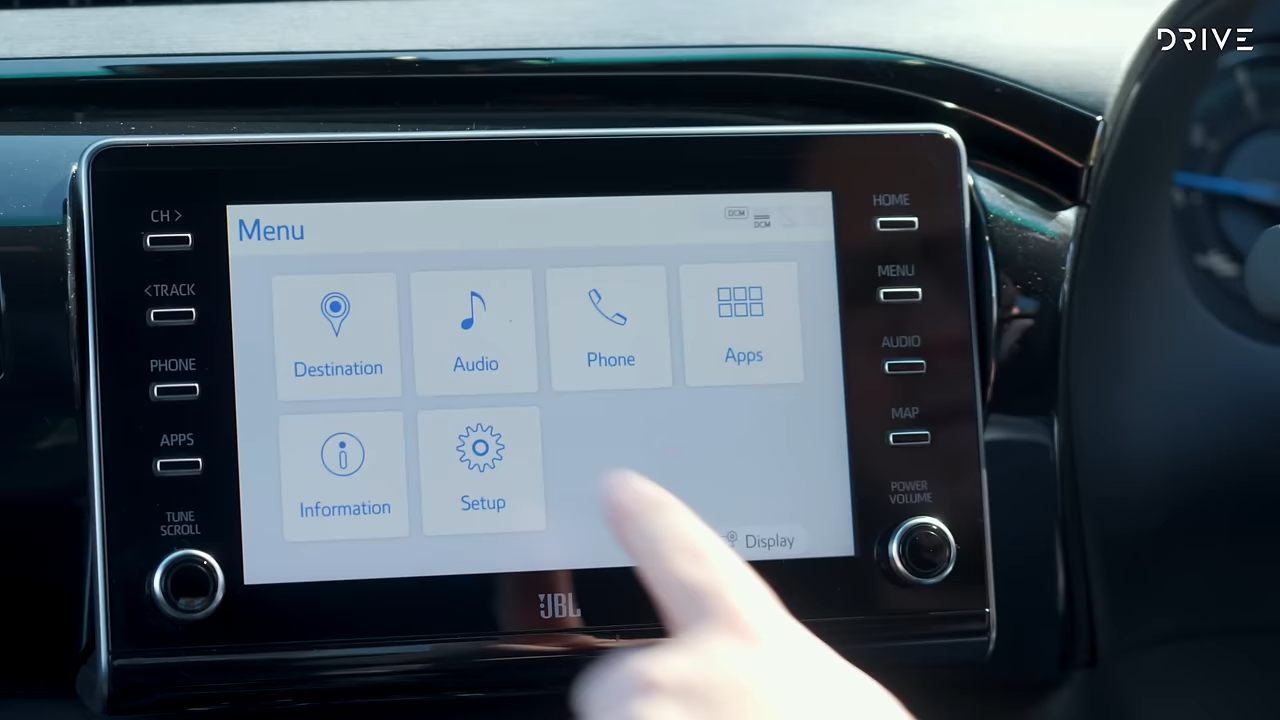 DRIVE
CH >
<TRACK
PHONE
APPS
TUNE
SCROLL
Menu
DCM
DCM
Destination
Audio
Phone
Apps
Information
Setup
Display
JBL
HOME
MENU
AUDIO
MAP
POWER
VOLUME